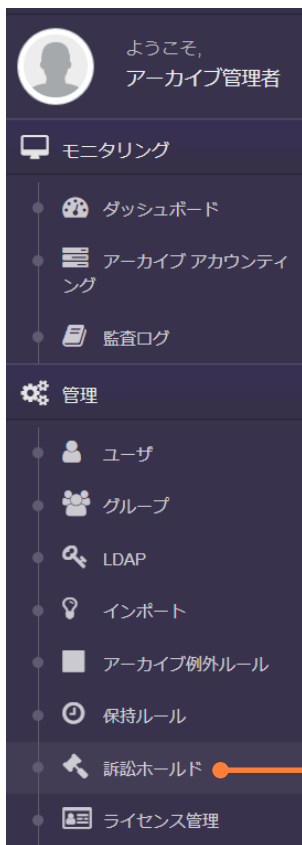 ようこそ,
アーカイブ管理者
モニタリング
ダッシュボード
アーカイブ アカウンティ
ング
監査ログ
管理
ユーザ
グループ
LDAP
インポート
アーカイブ例外ルール
保持ルール
訴訟ホールド
ライセンス管理